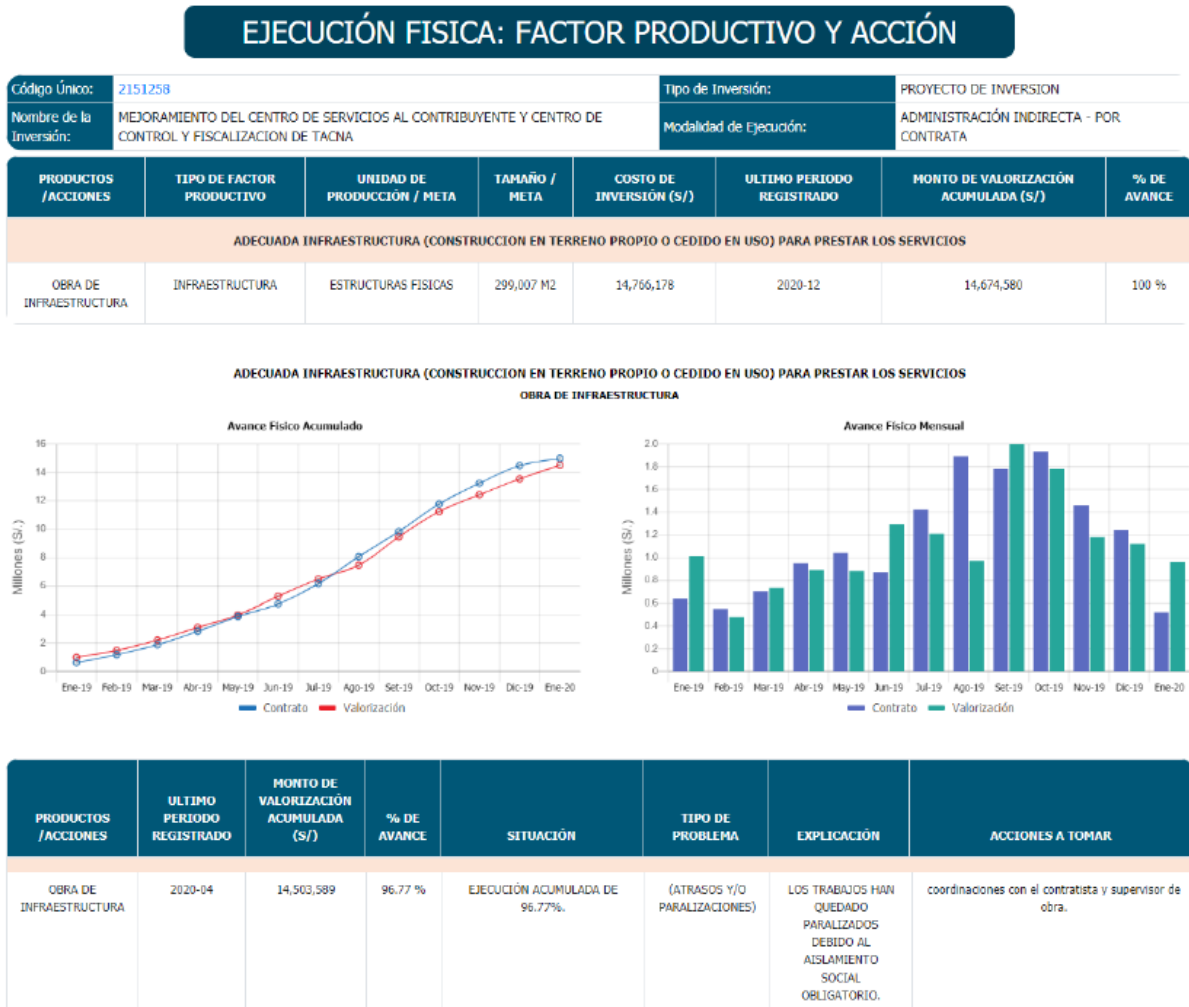 EJECUCIÓN FISICA: FACTOR PRODUCTIVO Y ACCIÓN
Código Único: 2151258 Tipo de Inversión: PROYECTO DE INVERSION
Nombre de la Inversión: MEJORAMIENTO DEL CENTRO DE SERVICIOS AL CONTRIBUYENTE Y CENTRO DE CONTROL Y FISCALIZACION DE TACNA Modalidad de Ejecución: ADMINISTRACIÓN INDIRECTA - POR CONTRATA
PRODUCTOS /ACCIONES TIPO DE FACTOR PRODUCTIVO UNIDAD DE PRODUCCIÓN / META TAMAÑO / META COSTO DE INVERSIÓN (S/) ULTIMO PERIODO REGISTRADO MONTO DE VALORIZACIÓN ACUMULADA (S/) % DE AVANCE
ADECUADA INFRAESTRUCTURA (CONSTRUCCION EN TERRENO PROPIO O CEDIDO EN USO) PARA PRESTAR LOS SERVICIOS
OBRA DE INFRAESTRUCTURA INFRAESTRUCTURA ESTRUCTURAS FISICAS 299,007 M2 14,766,178 2020-12 14,674,580 100 %
ADECUADA INFRAESTRUCTURA (CONSTRUCCION EN TERRENO PROPIO O CEDIDO EN USO) PARA PRESTAR LOS SERVICIOS
OBRA DE INFRAESTRUCTURA
Avance Fisico Acumulado
16
14
12
10
8
6
4
2
0
Millones (S/.)
Ene-19 Feb-19 Mar-19 Abr-19 May-19 Jun-19 Jul-19 Ago-19 Set-19 Oct-19 Nov-19 Dic-19 Ene-20
Contrato Valorización
Avance Fisico Mensual
2.0
1.8
1.6
1.4
1.2
1.0
0.8
0.6
0.4
0.2
0
Millones (S/.)
Ene-19 Feb-19 Mar-19 Abr-19 May-19 Jun-19 Jul-19 Ago-19 Set-19 Oct-19 Nov-19 Dic-19 Ene-20
Contrato Valorización
PRODUCTOS /ACCIONES ULTIMO PERIODO REGISTRADO MONTO DE VALORIZACIÓN ACUMULADA (S/) % DE AVANCE SITUACIÓN TIPO DE PROBLEMA EXPLICACIÓN ACCIONES A TOMAR
OBRA DE INFRAESTRUCTURA 2020-04 14,503,589 96.77 % EJECUCIÓN ACUMULADA DE 96.77%. (ATRASOS Y/O PARALIZACIONES) LOS TRABAJOS HAN QUEDADO PARALIZADOS DEBIDO AL AISLAMIENTO SOCIAL OBLIGATORIO. coordinaciones con el contratista y supervisor de obra.